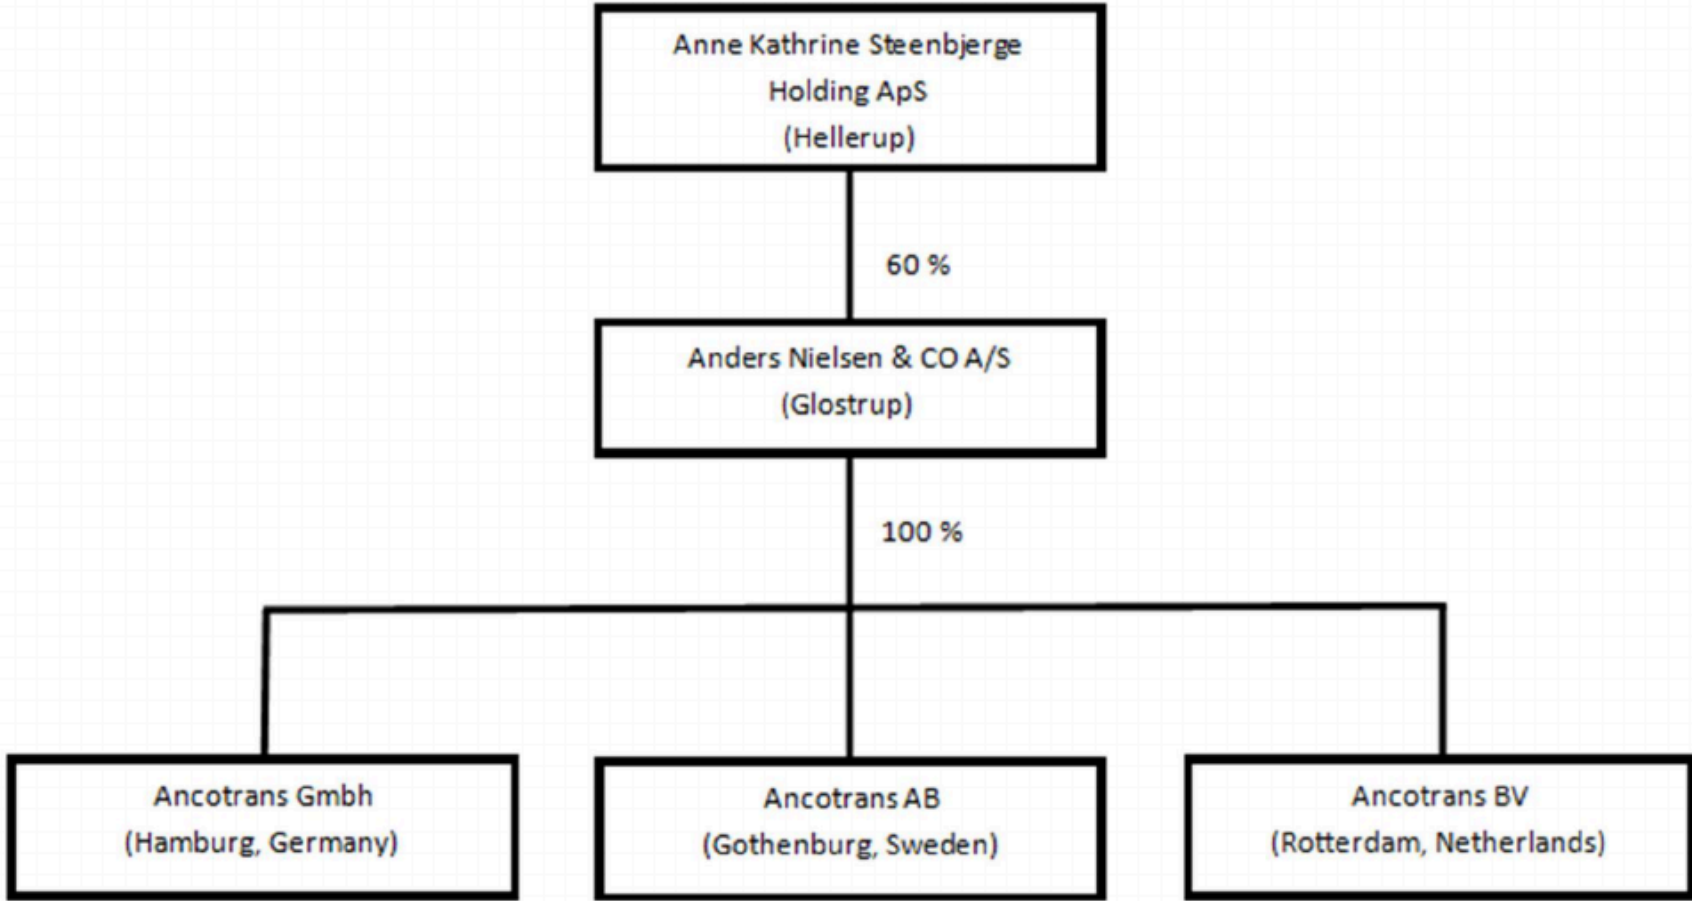 Anne Kathrine Steenbjerge
Holding ApS
(Hellerup)
60 %
Anders Nielsen & CO A/S
(Glostrup)
100 %
Ancotrans Gmbh
(Hamburg, Germany)
Ancotrans AB
(Gothenburg, Sweden)
Ancotrans BV
(Rotterdam, Netherlands)